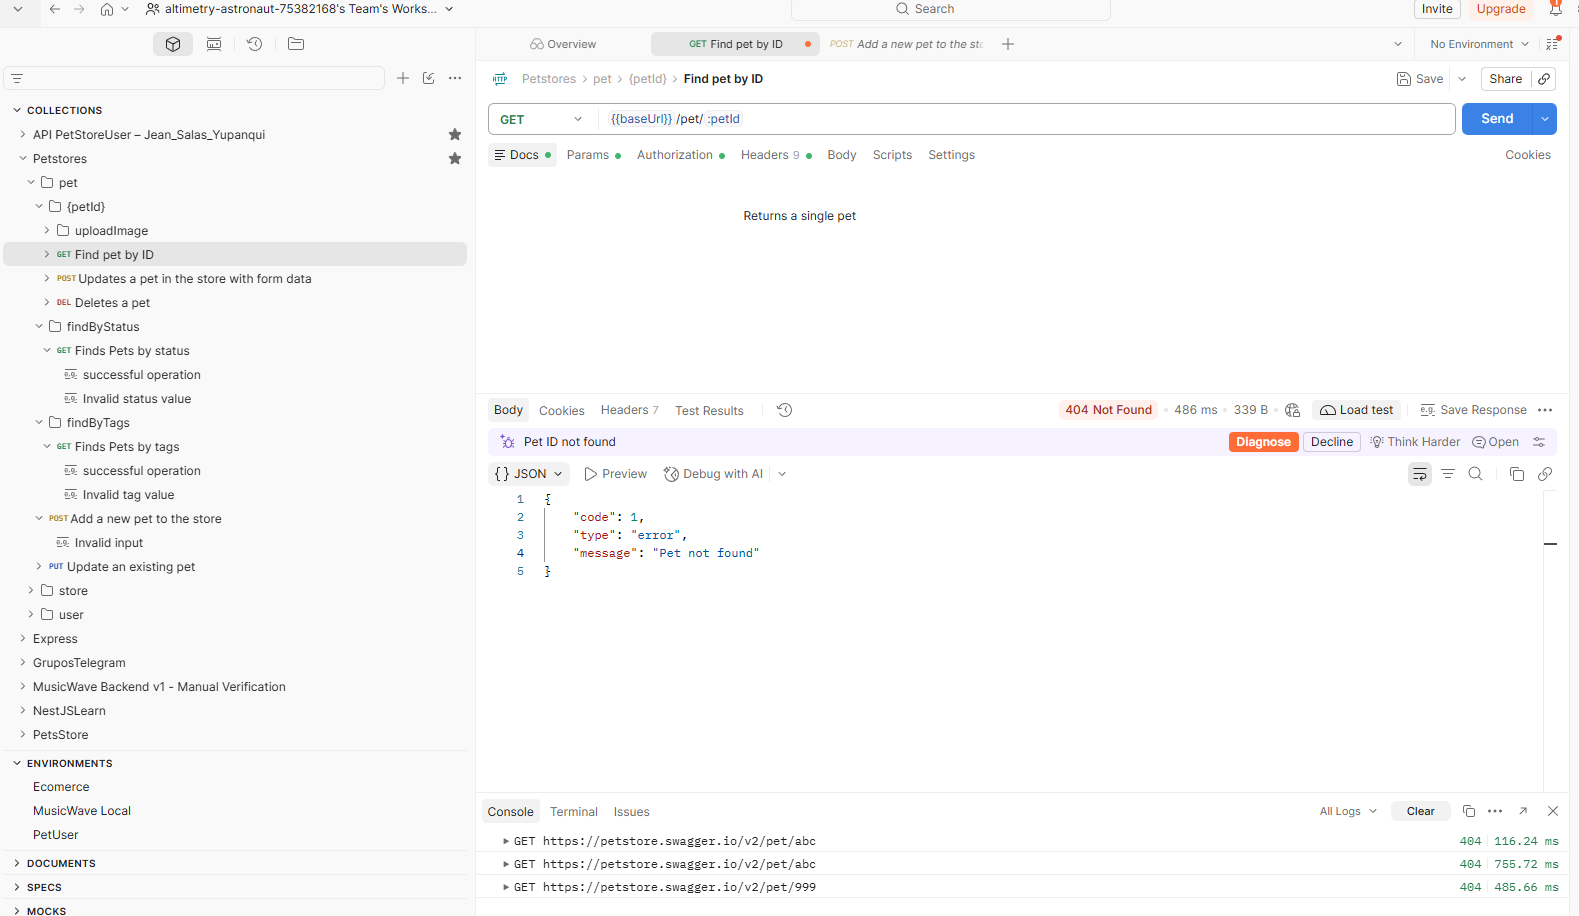 altimetry-astronaut-75382168's Team's Works...
Search
Invite
Upgrade
1
Overview
GET Find pet by ID
POST Add a new pet to the st
No Environment
Petstores > pet > {petId} > Find pet by ID
Save
Share
COLLECTIONS
API PetStoreUser – Jean_Salas_Yupanqui
Petstores
pet
{petId}
uploadImage
GET Find pet by ID
POST Updates a pet in the store with form data
DEL Deletes a pet
findByStatus
GET Finds Pets by status
e.g. successful operation
e.g. Invalid status value
findByTags
GET Finds Pets by tags
e.g. successful operation
e.g. Invalid tag value
POST Add a new pet to the store
e.g. Invalid input
PUT Update an existing pet
store
user
Express
GruposTelegram
MusicWave Backend v1 - Manual Verification
NestJSLearn
PetsStore
ENVIRONMENTS
Ecomerce
MusicWave Local
PetUser
DOCUMENTS
SPECS
MOCKS
HTTP
GET
{{baseUrl}} /pet/ :petId
Send
Docs
Params
Authorization
Headers 9
Body
Scripts
Settings
Cookies
Returns a single pet
Body
Cookies
Headers 7
Test Results
404 Not Found
486 ms
339 B
Load test
e.g. Save Response
Pet ID not found
Diagnose
Decline
Think Harder
Open
{} JSON
Preview
Debug with AI
1 {
2 "code": 1,
3 "type": "error",
4 "message": "Pet not found"
5 }
Console
Terminal
Issues
All Logs
Clear
GET https://petstore.swagger.io/v2/pet/abc 404 116.24 ms
GET https://petstore.swagger.io/v2/pet/abc 404 755.72 ms
GET https://petstore.swagger.io/v2/pet/999 404 485.66 ms